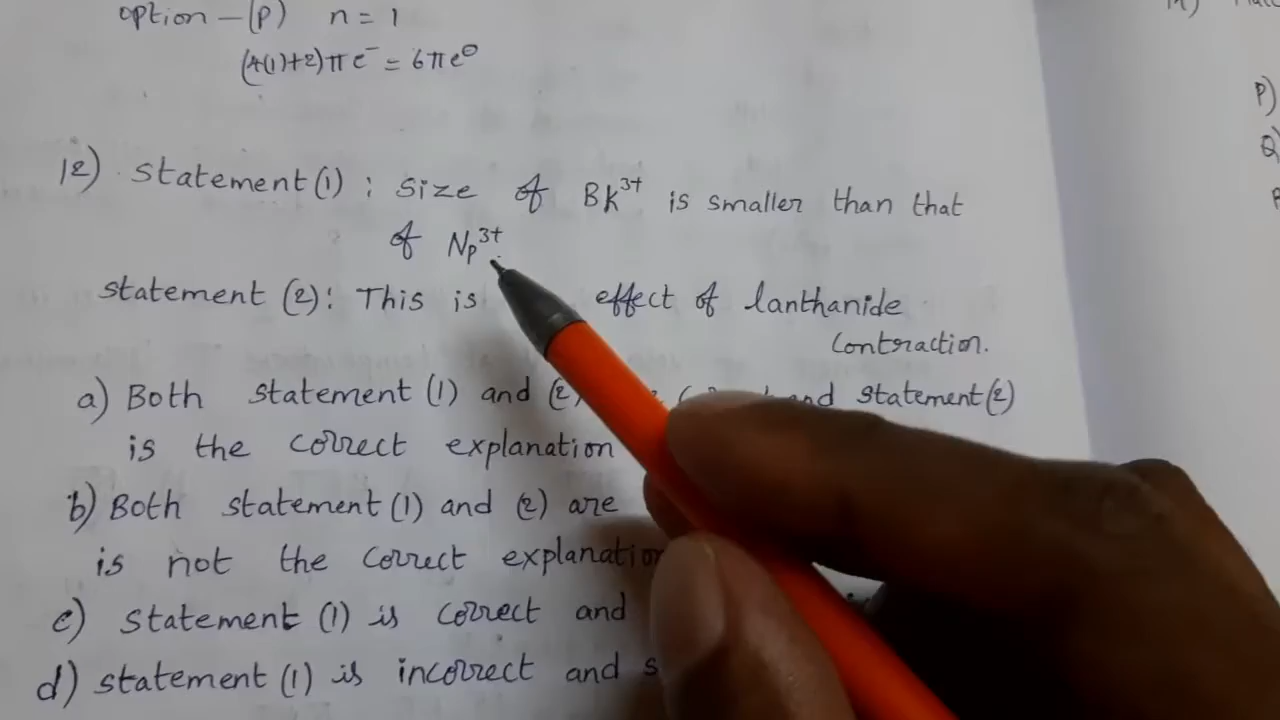 option - (P) n = 1
(4(1)+2)πe⁻ = 6πe⁰
12) Statement (1) : Size of BK³⁺ is smaller than that
of Np³⁺.
Statement (2): This is effect of lanthanide
Contraction.
a) Both statement (1) and (2) and statement (2)
is the correct explanation
b) Both statement (1) and (2) are
is not the correct explanation
c) Statement (1) is correct and
d) statement (1) is incorrect and
P)
Q)